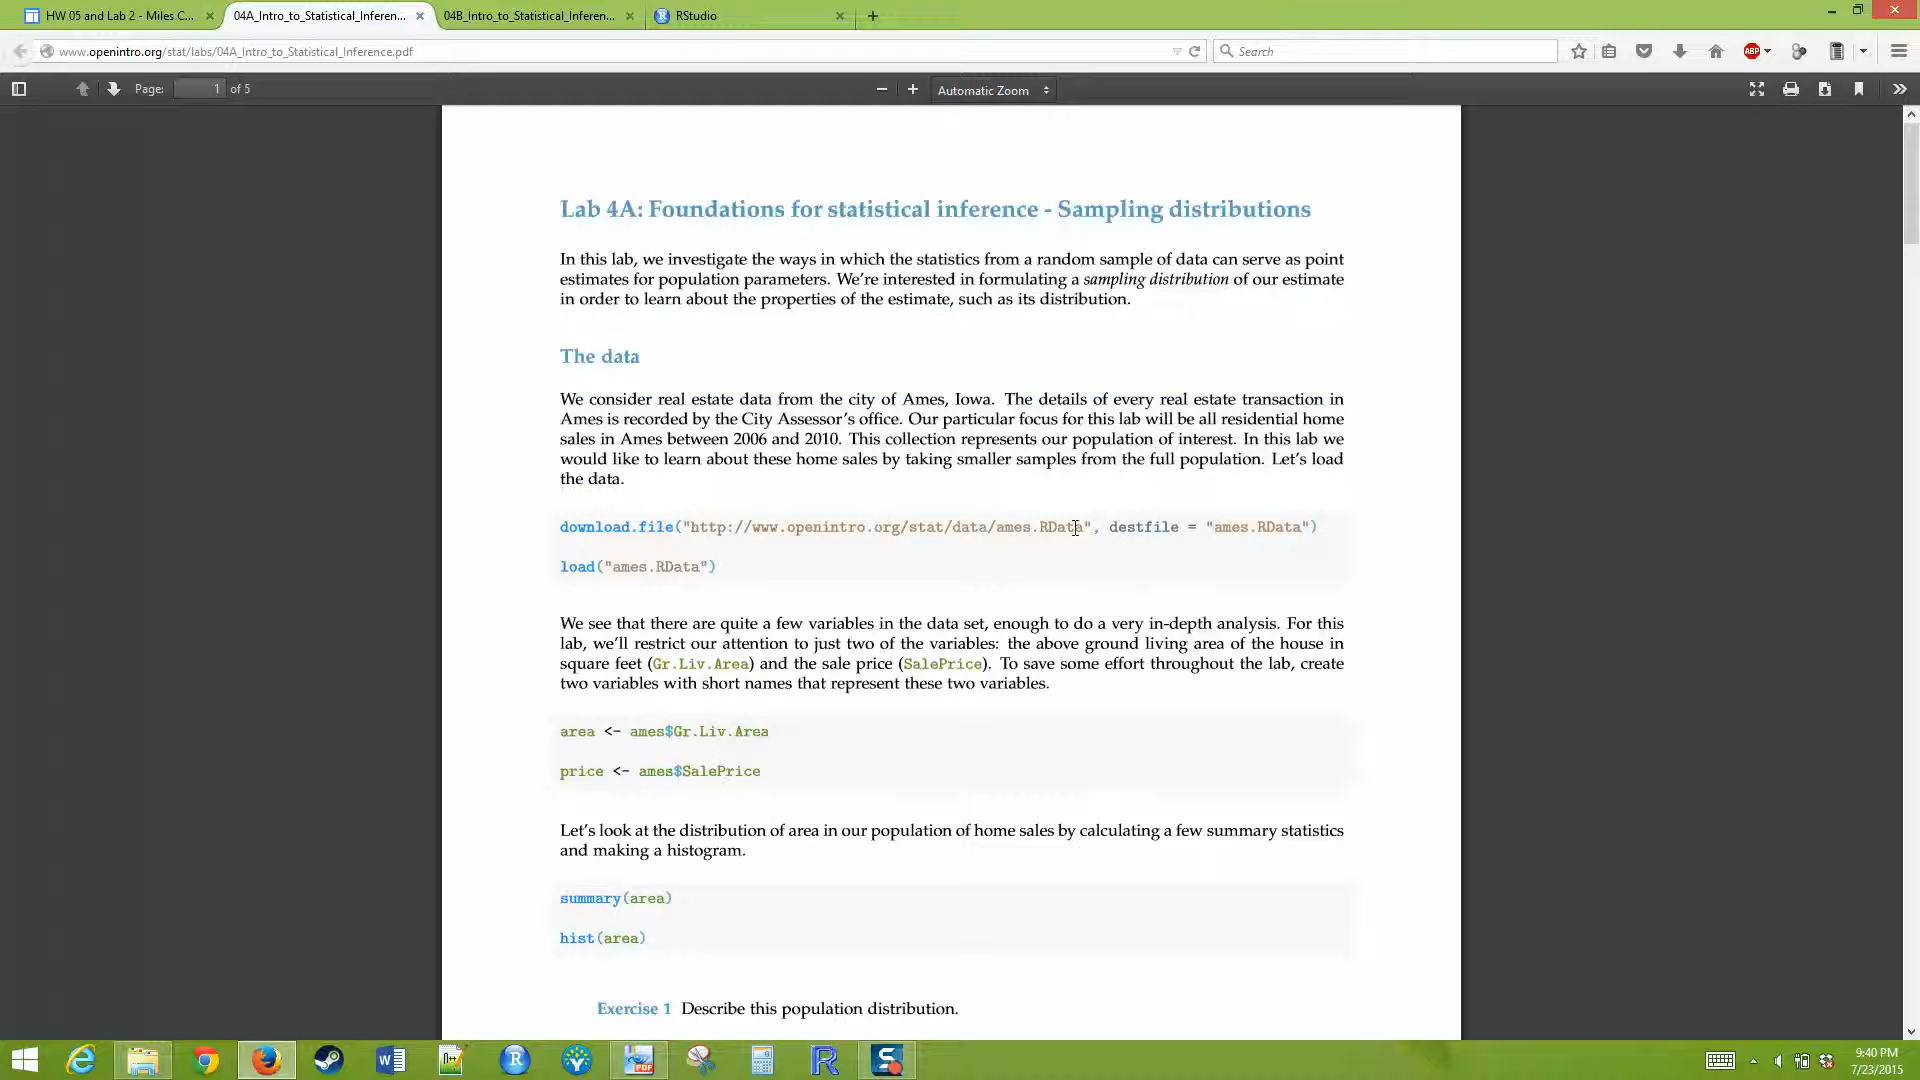 HW 05 and Lab 2 - Miles C...
04A_Intro_to_Statistical_Inferen...
04B_Intro_to_Statistical_Inferen...
RStudio
www.openintro.org/stat/labs/04A_Intro_to_Statistical_Inference.pdf
Search
ABP
Page: 1 of 5
Automatic Zoom
Lab 4A: Foundations for statistical inference - Sampling distributions
In this lab, we investigate the ways in which the statistics from a random sample of data can serve as point
estimates for population parameters. We're interested in formulating a sampling distribution of our estimate
in order to learn about the properties of the estimate, such as its distribution.
The data
We consider real estate data from the city of Ames, Iowa. The details of every real estate transaction in
Ames is recorded by the City Assessor's office. Our particular focus for this lab will be all residential home
sales in Ames between 2006 and 2010. This collection represents our population of interest. In this lab we
would like to learn about these home sales by taking smaller samples from the full population. Let's load
the data.
download.file("http://www.openintro.org/stat/data/ames.RData", destfile = "ames.RData")
load("ames.RData")
We see that there are quite a few variables in the data set, enough to do a very in-depth analysis. For this
lab, we'll restrict our attention to just two of the variables: the above ground living area of the house in
square feet (Gr.Liv.Area) and the sale price (SalePrice). To save some effort throughout the lab, create
two variables with short names that represent these two variables.
area <- ames$Gr.Liv.Area
price <- ames$SalePrice
Let's look at the distribution of area in our population of home sales by calculating a few summary statistics
and making a histogram.
summary(area)
hist(area)
Exercise 1 Describe this population distribution.
9:40 PM
7/23/2015